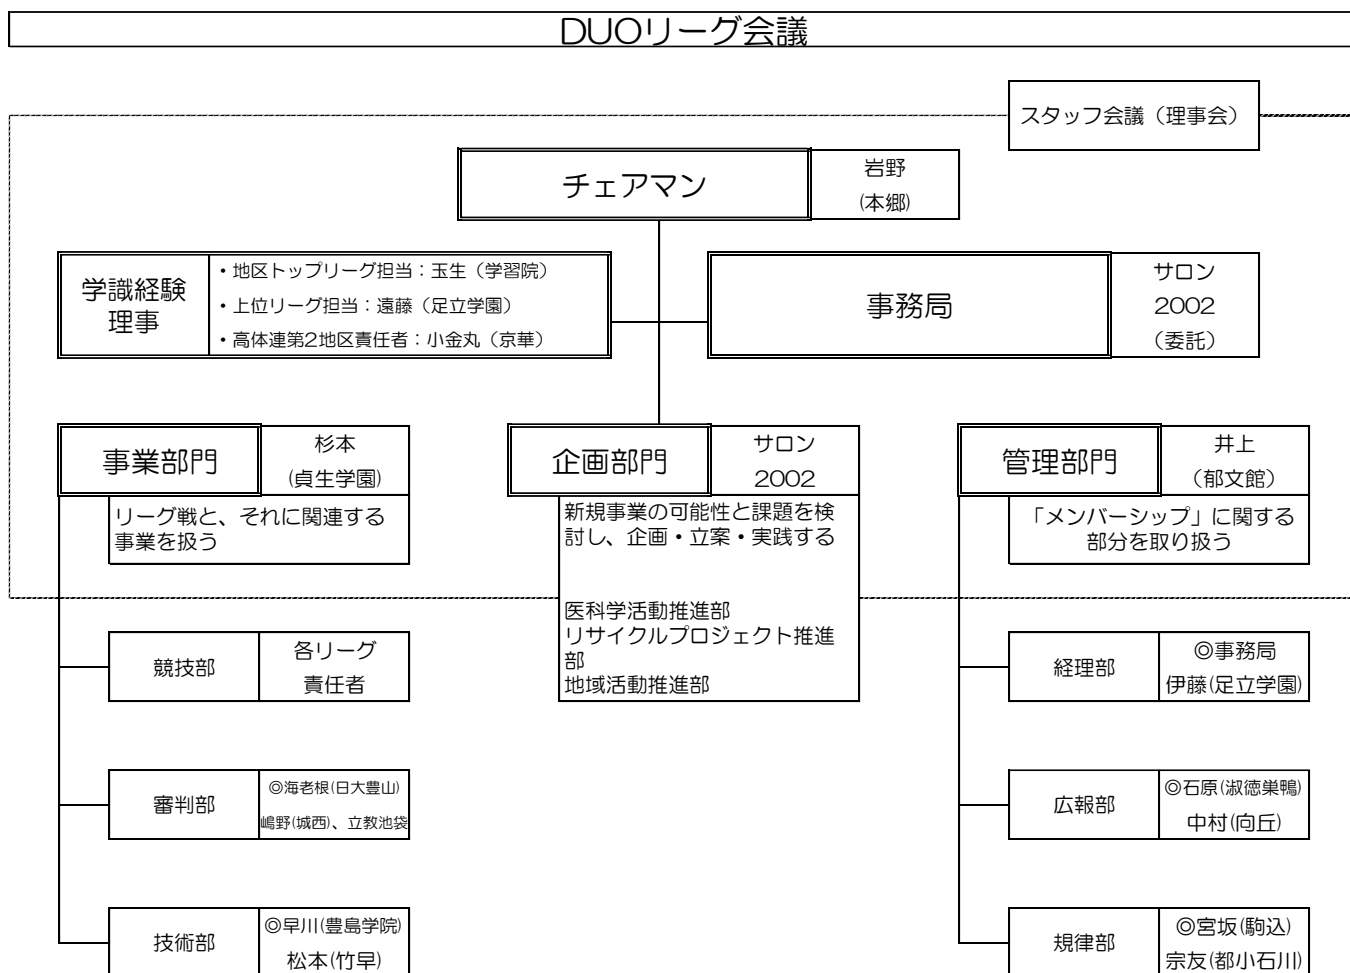 DUOリーグ会議
スタッフ会議（理事会）
チェアマン
岩野
(本郷)
学識経験
理事
・地区トップリーグ担当：玉生（学習院）
・上位リーグ担当：遠藤（足立学園）
・高体連第2地区責任者：小金丸（京華）
事務局
サロン
2002
（委託）
事業部門
杉本
(貞生学園)
リーグ戦と、それに関連する
事業を扱う
企画部門
サロン
2002
新規事業の可能性と課題を検
討し、企画・立案・実践する
医科学活動推進部
リサイクルプロジェクト推進
部
地域活動推進部
管理部門
井上
（郁文館）
「メンバーシップ」に関する
部分を取り扱う
競技部
各リーグ
責任者
審判部
◎海老根(日大豊山)
嶋野(城西)、立教池袋
技術部
◎早川(豊島学院)
松本(竹早)
経理部
◎事務局
伊藤(足立学園)
広報部
◎石原(淑徳巣鴨)
中村(向丘)
規律部
◎宮坂(駒込)
宗友(都小石川)